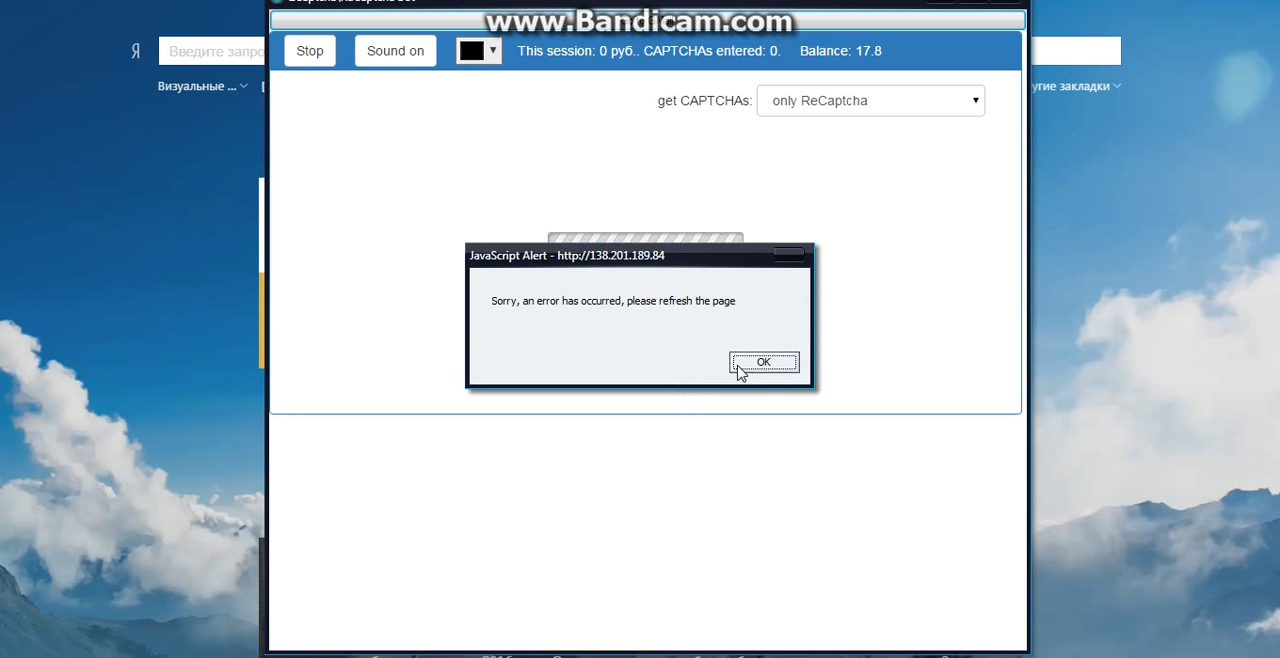 www.Bandicam.com
Я Введите запро
Stop Sound on This session: 0 руб.. CAPTCHAs entered: 0. Balance: 17.8
Визуальные ...
угие закладки
get CAPTCHAs: only ReCaptcha
JavaScript Alert - http://138.201.189.84
Sorry, an error has occurred, please refresh the page
OK